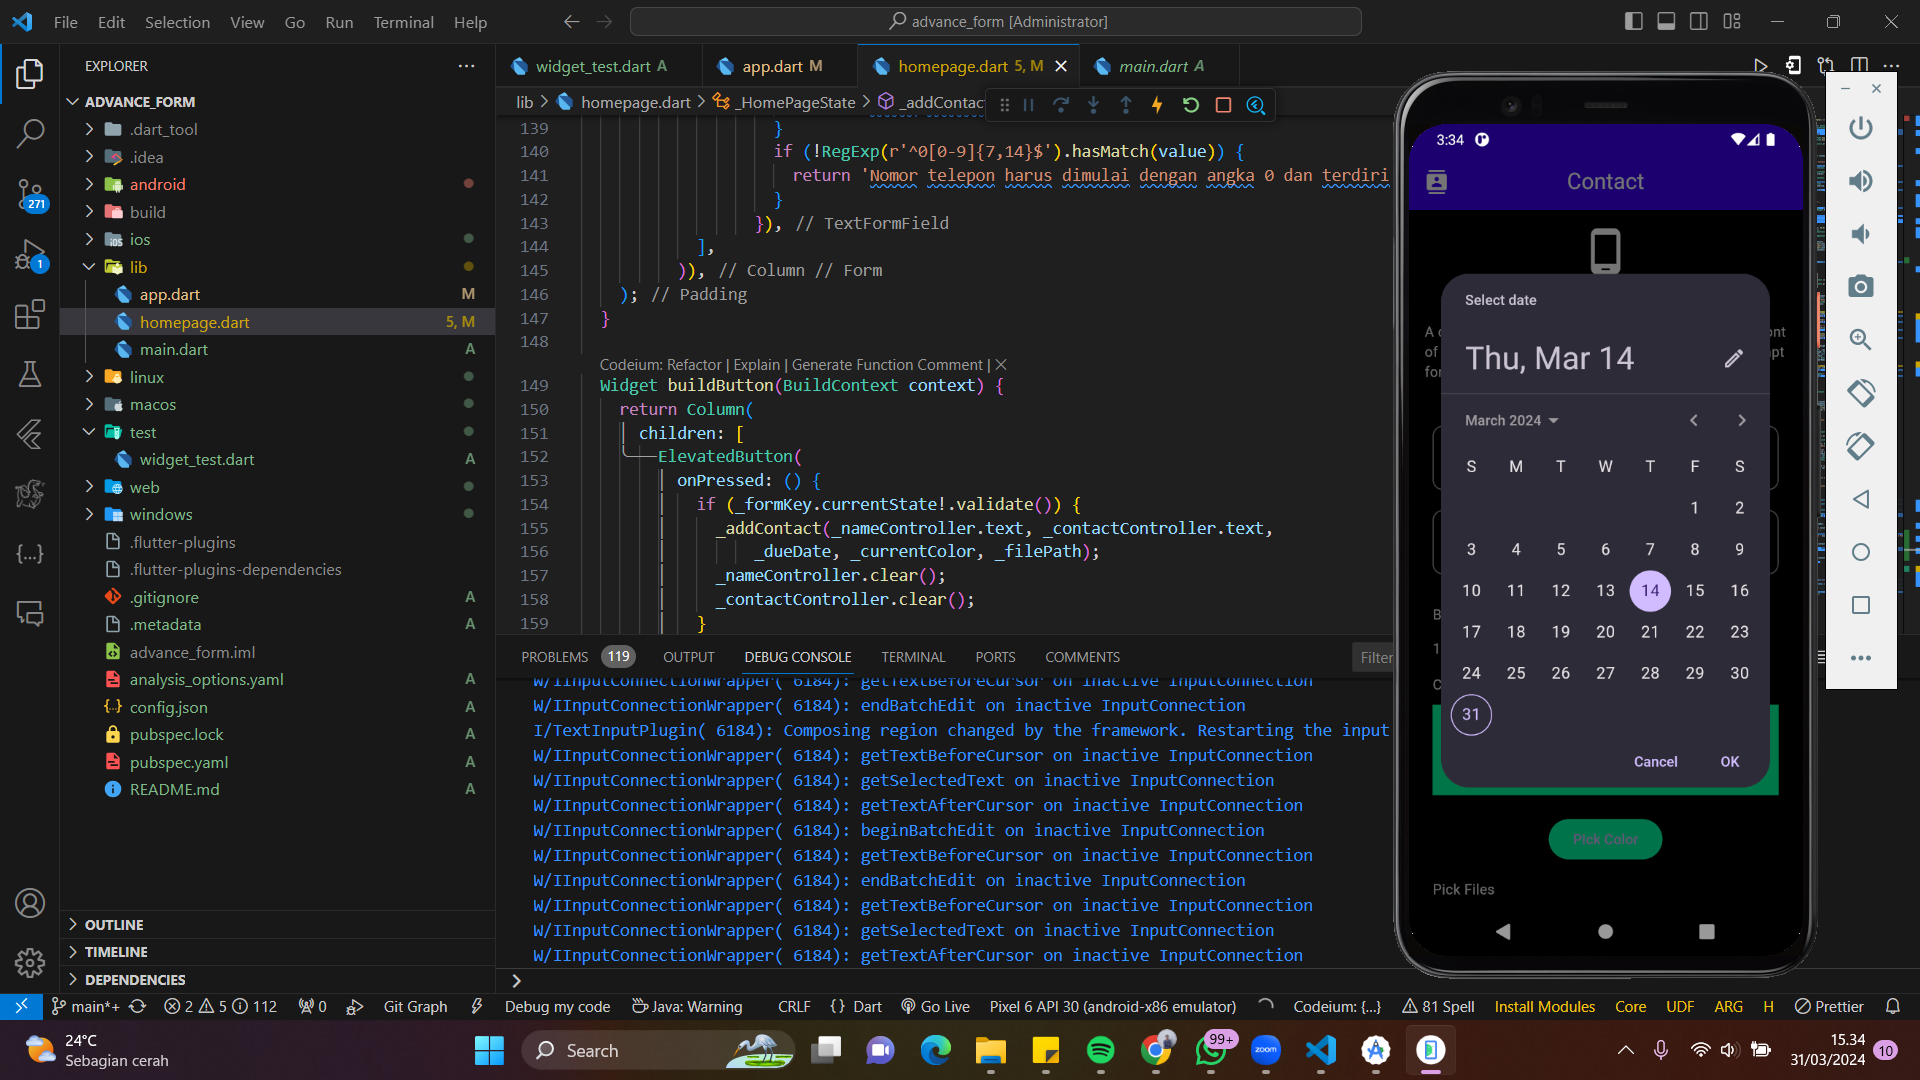 File Edit Selection View Go Run Terminal Help
advance_form [Administrator]
EXPLORER
ADVANCE_FORM
.dart_tool
.idea
android
build
ios
lib
app.dart M
homepage.dart 5, M
main.dart A
linux
macos
test
widget_test.dart A
web
windows
.flutter-plugins
.flutter-plugins-dependencies
.gitignore A
.metadata A
advance_form.iml
analysis_options.yaml A
config.json A
pubspec.lock A
pubspec.yaml A
README.md A
OUTLINE
TIMELINE
DEPENDENCIES
271
1
widget_test.dart A
app.dart M
homepage.dart 5, M
main.dart A
lib > homepage.dart > _HomePageState > _addContac
139 }
140 if (!RegExp(r'^0[0-9]{7,14}$').hasMatch(value)) {
141 return 'Nomor telepon harus dimulai dengan angka 0 dan terdiri
142 }
143 }), // TextFormField
144 ],
145 )), // Column // Form
146 ); // Padding
147 }
148
Codeium: Refactor | Explain | Generate Function Comment | X
149 Widget buildButton(BuildContext context) {
150 return Column(
151 children: [
152 ElevatedButton(
153 onPressed: () {
154 if (_formKey.currentState!.validate()) {
155 _addContact(_nameController.text, _contactController.text,
156 _dueDate, _currentColor, _filePath);
157 _nameController.clear();
158 _contactController.clear();
159 }
PROBLEMS 119 OUTPUT DEBUG CONSOLE TERMINAL PORTS COMMENTS Filter
W/IInputConnectionWrapper( 6184): getTextBeforeCursor on inactive InputConnection
W/IInputConnectionWrapper( 6184): endBatchEdit on inactive InputConnection
I/TextInputPlugin( 6184): Composing region changed by the framework. Restarting the input
W/IInputConnectionWrapper( 6184): getTextBeforeCursor on inactive InputConnection
W/IInputConnectionWrapper( 6184): getSelectedText on inactive InputConnection
W/IInputConnectionWrapper( 6184): getTextAfterCursor on inactive InputConnection
W/IInputConnectionWrapper( 6184): beginBatchEdit on inactive InputConnection
W/IInputConnectionWrapper( 6184): getTextBeforeCursor on inactive InputConnection
W/IInputConnectionWrapper( 6184): endBatchEdit on inactive InputConnection
W/IInputConnectionWrapper( 6184): getTextBeforeCursor on inactive InputConnection
W/IInputConnectionWrapper( 6184): getSelectedText on inactive InputConnection
W/IInputConnectionWrapper( 6184): getTextAfterCursor on inactive InputConnection
3:34
Contact
Select date
Thu, Mar 14
March 2024
S M T W T F S
1 2
3 4 5 6 7 8 9
10 11 12 13 14 15 16
17 18 19 20 21 22 23
24 25 26 27 28 29 30
31
Cancel OK
Pick Color
Pick Files
main*+ 2 5 112 0 Git Graph Debug my code Java: Warning CRLF {} Dart Go Live Pixel 6 API 30 (android-x86 emulator) Codeium: {...} 81 Spell Install Modules Core UDF ARG H Prettier
24°C
Sebagian cerah
Search
99+
zoom
15.34
31/03/2024
10